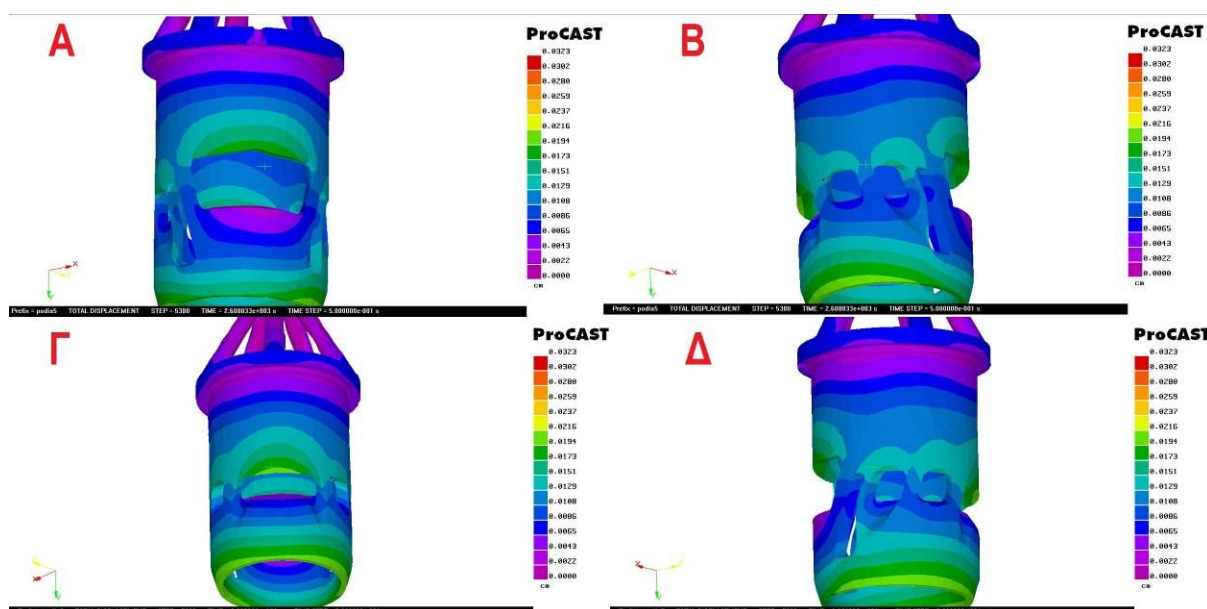 Α
ProCAST
0.0323
0.0302
0.0280
0.0259
0.0237
0.0216
0.0194
0.0173
0.0151
0.0129
0.0108
0.0086
0.0065
0.0043
0.0022
0.0000
cm
X
Y
Prefix = podia5 TOTAL DISPLACEMENT STEP = 5380 TIME = 2.608033e+003 s TIME STEP = 5.000000e-001 s
Β
ProCAST
0.0323
0.0302
0.0280
0.0259
0.0237
0.0216
0.0194
0.0173
0.0151
0.0129
0.0108
0.0086
0.0065
0.0043
0.0022
0.0000
cm
X
Y
Prefix = podia5 TOTAL DISPLACEMENT STEP = 5380 TIME = 2.608033e+003 s TIME STEP = 5.000000e-001 s
Γ
ProCAST
0.0323
0.0302
0.0280
0.0259
0.0237
0.0216
0.0194
0.0173
0.0151
0.0129
0.0108
0.0086
0.0065
0.0043
0.0022
0.0000
cm
X
Y
Δ
ProCAST
0.0323
0.0302
0.0280
0.0259
0.0237
0.0216
0.0194
0.0173
0.0151
0.0129
0.0108
0.0086
0.0065
0.0043
0.0022
0.0000
cm
X
Y